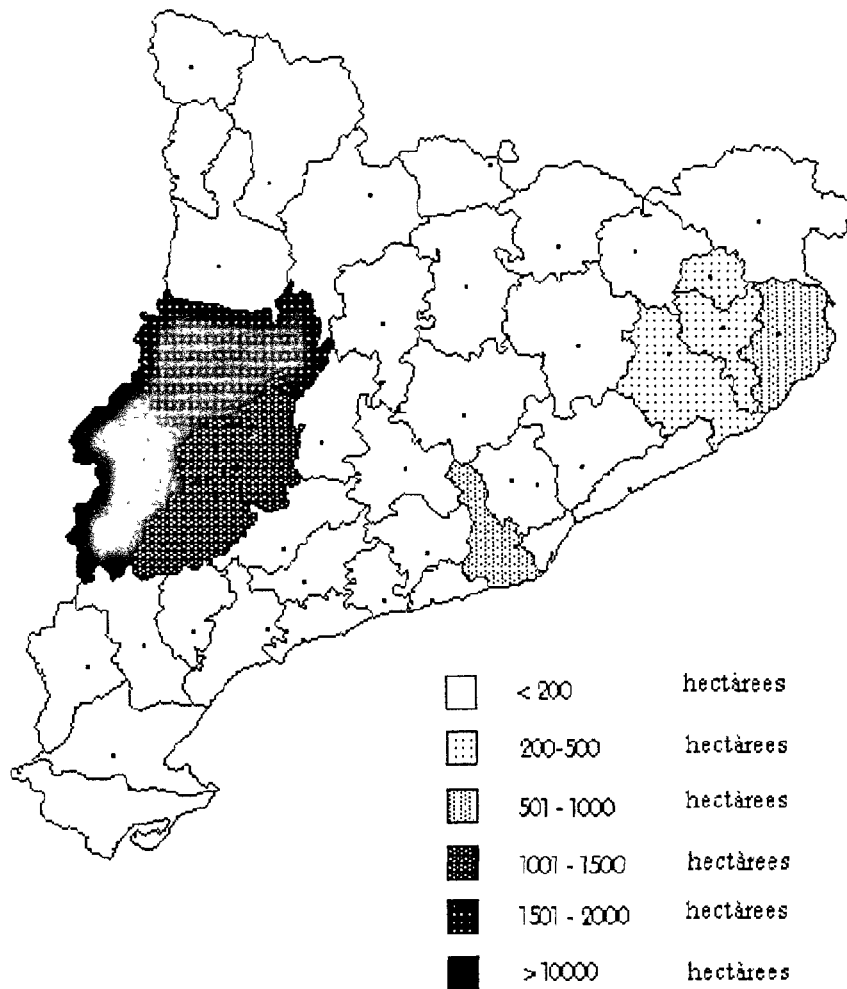 < 200 hectàrees
200-500 hectàrees
501 - 1000 hectàrees
1001 - 1500 hectàrees
1501 - 2000 hectàrees
> 10000 hectàrees